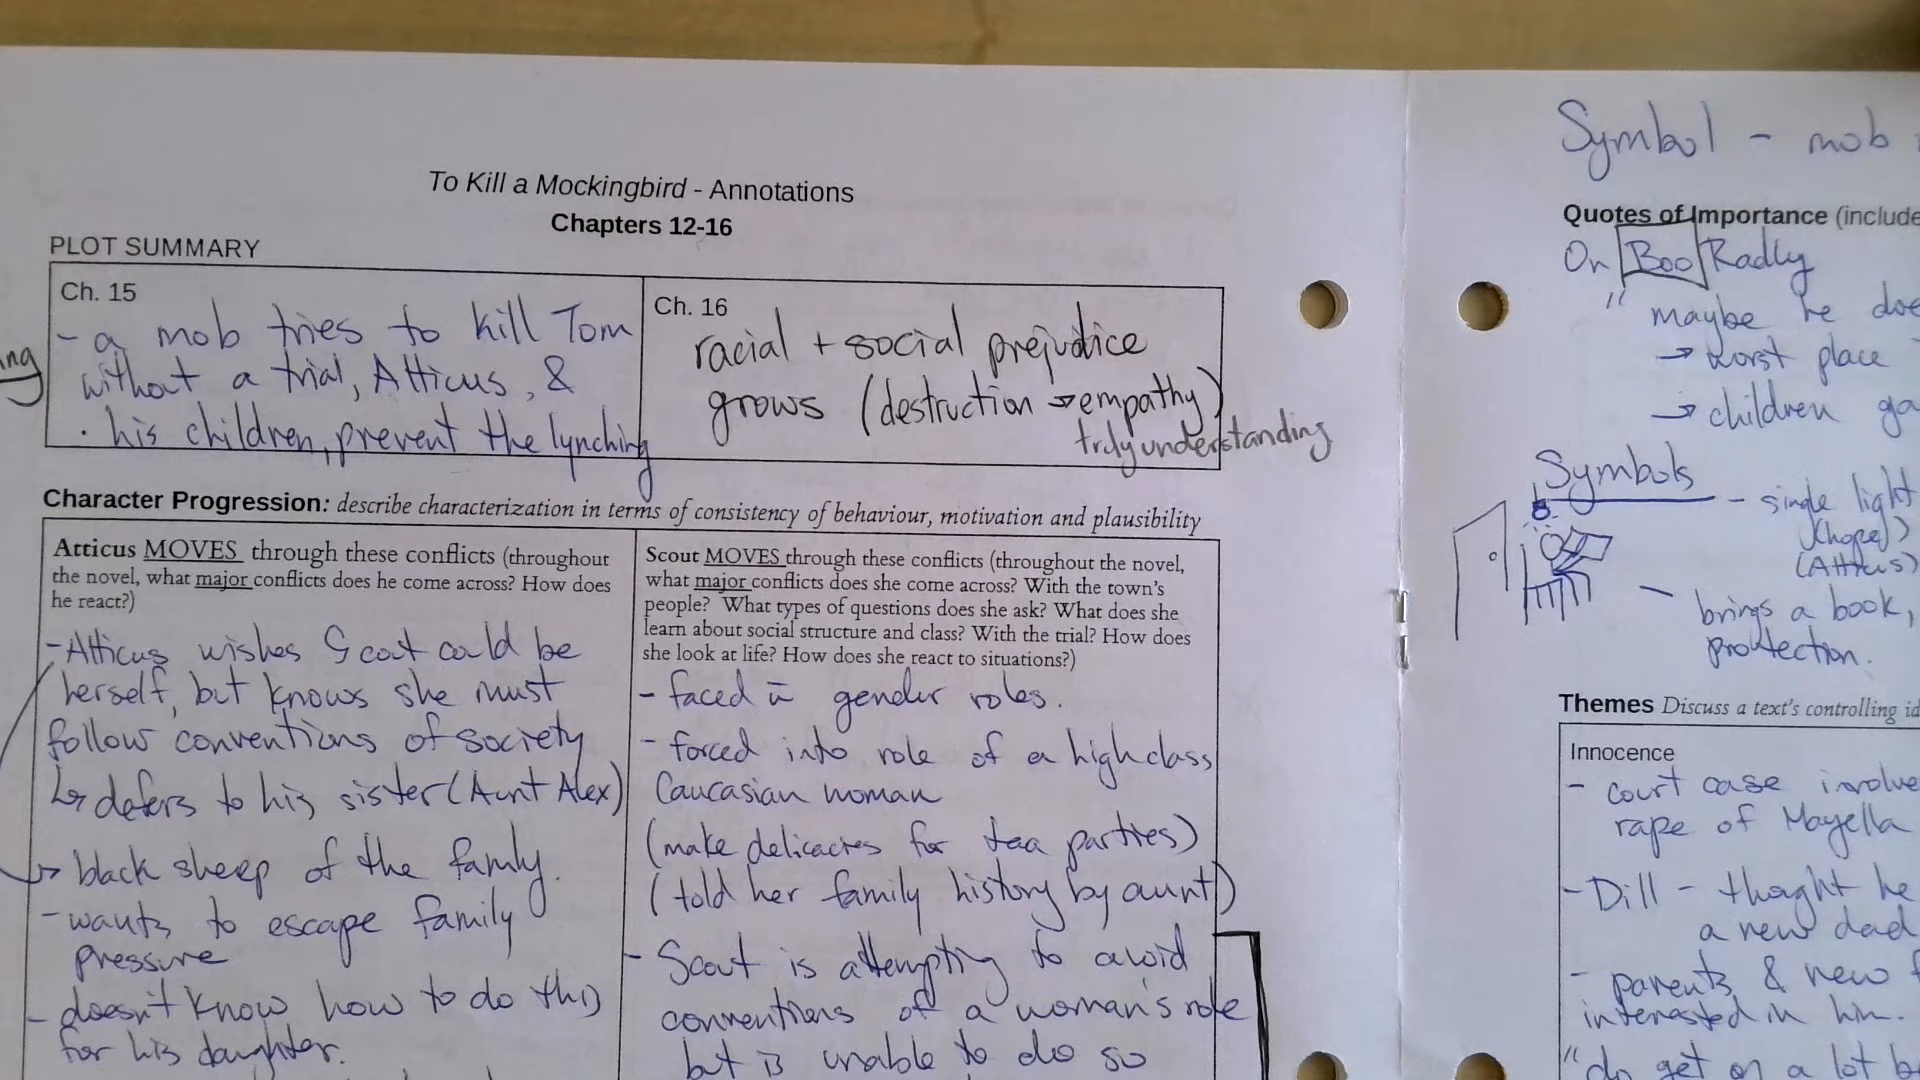 To Kill a Mockingbird - Annotations
Chapters 12-16
PLOT SUMMARY
Ch. 15
- a mob tries to kill Tom
without a trial, Atticus, &
. his children, prevent the lynching
ing
Ch. 16
racial + social prejudice
grows (destruction → empathy)
truly understanding
Character Progression: describe characterization in terms of consistency of behaviour, motivation and plausibility
Atticus MOVES through these conflicts (throughout
the novel, what major conflicts does he come across? How does
he react?)
- Atticus wishes Scout could be
herself, but knows she must
follow conventions of society
↳ defers to his sister (Aunt Alex)
→ black sheep of the family.
- wants to escape family
pressure
- doesn't know how to do this
for his daughter.
Scout MOVES through these conflicts (throughout the novel,
what major conflicts does she come across? With the town's
people? What types of questions does she ask? What does she
learn about social structure and class? With the trial? How does
she look at life? How does she react to situations?)
- faced c̄ gender roles.
- forced into role of a high class
Caucasian woman
(make delicacies for tea parties)
(told her family history by aunt)
- Scout is attempting to avoid
conventions of a woman's role
but is unable to do so
Symbol - mob
Quotes of Importance (include
On Boo Radly
" maybe he doe
→ worst place
→ children ga
Symbols
- single light
(hope)
(Atticus)
- brings a book,
protection.
Themes Discuss a text's controlling id
Innocence
- court case involve
rape of Mayella
- Dill - thought he
a new dad
- parents & new f
interested in him.
"do get on a lot b